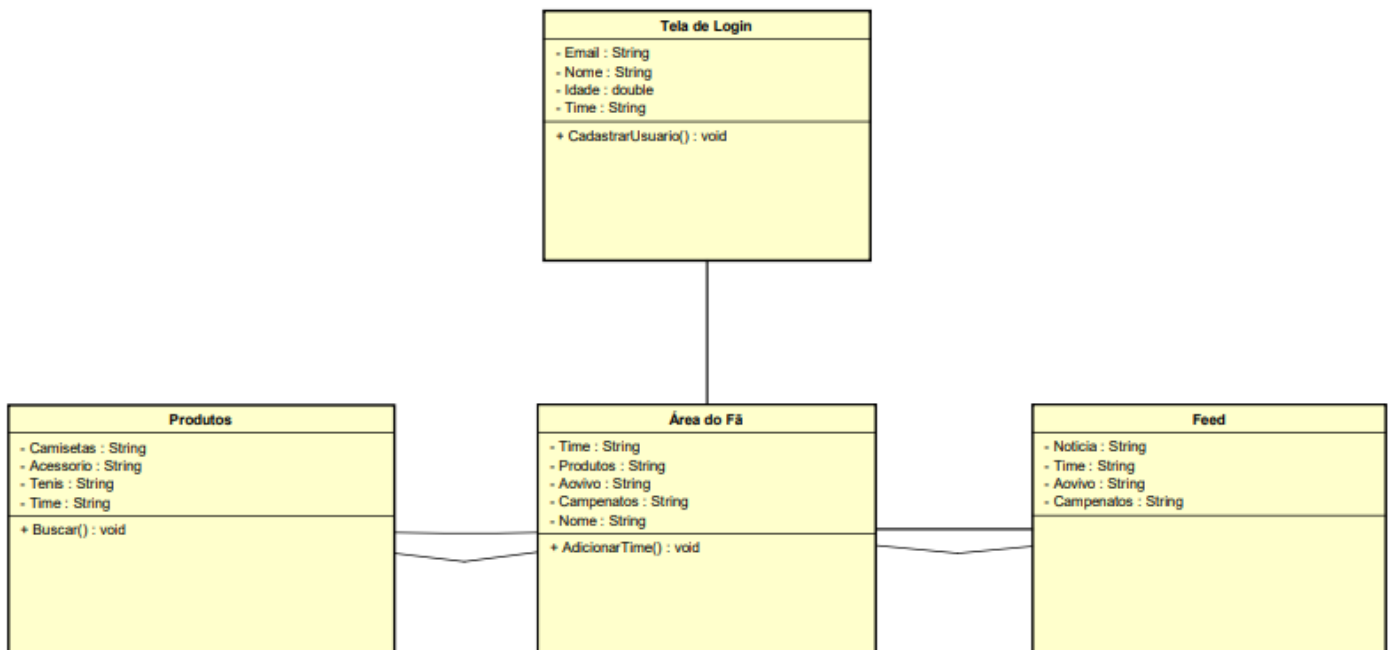 Tela de Login
- Email : String
- Nome : String
- Idade : double
- Time : String
+ CadastrarUsuario() : void
Produtos
- Camisetas : String
- Acessorio : String
- Tenis : String
- Time : String
+ Buscar() : void
Área do Fã
- Time : String
- Produtos : String
- Aovivo : String
- Campenatos : String
- Nome : String
+ AdicionarTime() : void
Feed
- Noticia : String
- Time : String
- Aovivo : String
- Campenatos : String